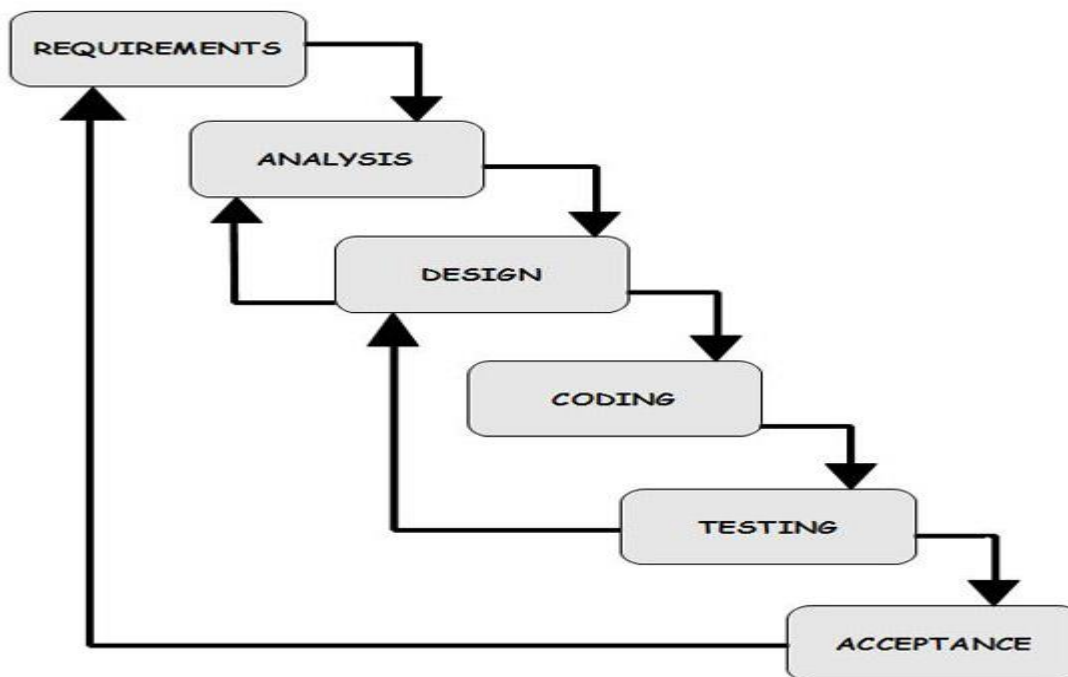 REQUIREMENTS
ANALYSIS
DESIGN
CODING
TESTING
ACCEPTANCE